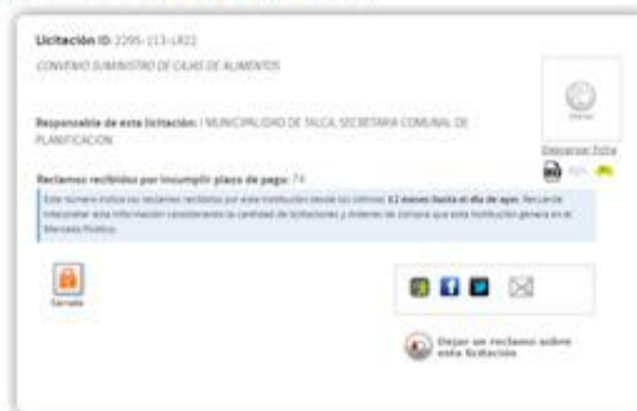 Licitación ID: 2295-113-LR22
CONVENIO SUMINISTRO DE CAJAS DE ALIMENTOS
Responsable de esta licitación: I MUNICIPALIDAD DE TALCA, SECRETARIA COMUNAL DE
PLANIFICACION
Descargar ficha
Reclamos recibidos por incumplir plazo de pago: 74
Este número indica los reclamos recibidos por esta institución desde los últimos 12 meses hasta el día de ayer. Recuerde
interpretar esta información considerando la cantidad de licitaciones y órdenes de compra que esta institución genera en el
Mercado Público.
Cerrada
Dejar un reclamo sobre
esta licitación